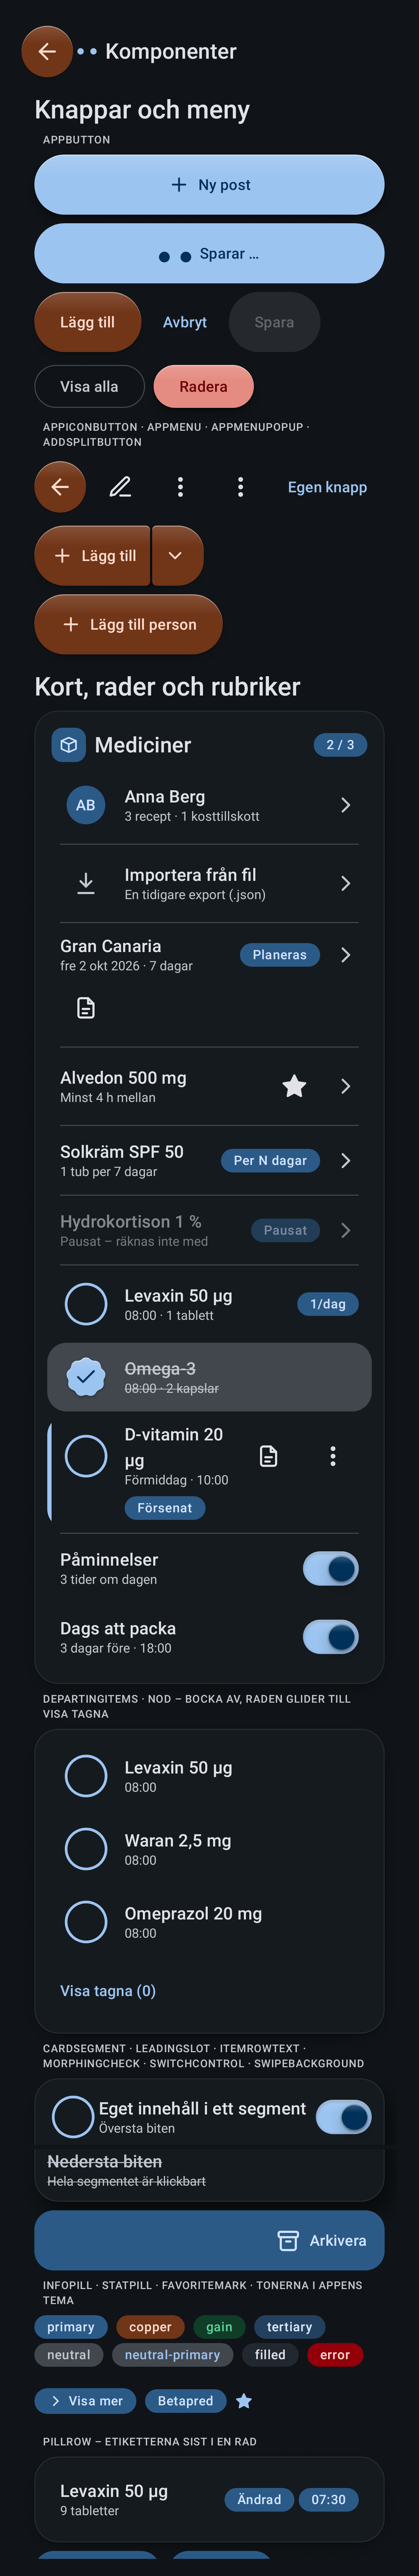 Komponenter
Knappar och meny
APPBUTTON
Ny post
Sparar ...
Lägg till
Avbryt
Spara
Visa alla
Radera
APPICONBUTTON · APPMENU · APPMENUPOPUP ·
ADDSPLITBUTTON
Egen knapp
Lägg till
Lägg till person
Kort, rader och rubriker
Mediciner
2 / 3
AB
Anna Berg
3 recept · 1 kosttillskott
Importera från fil
En tidigare export (.json)
Gran Canaria
fre 2 okt 2026 · 7 dagar
Planeras
Alvedon 500 mg
Minst 4 h mellan
Solkräm SPF 50
1 tub per 7 dagar
Per N dagar
Hydrokortison 1 %
Pausat – räknas inte med
Pausat
Levaxin 50 µg
08:00 · 1 tablett
1/dag
Omega-3
08:00 · 2 kapslar
D-vitamin 20
µg
Förmiddag · 10:00
Försenat
Påminnelser
3 tider om dagen
Dags att packa
3 dagar före · 18:00
DEPARTINGITEMS · NOD – BOCKA AV, RADEN GLIDER TILL
VISA TAGNA
Levaxin 50 µg
08:00
Waran 2,5 mg
08:00
Omeprazol 20 mg
08:00
Visa tagna (0)
CARDSEGMENT · LEADINGSLOT · ITEMROWTEXT ·
MORPHINGCHECK · SWITCHCONTROL · SWIPEBACKGROUND
Eget innehåll i ett segment
Översta biten
Nedersta biten
Hela segmentet är klickbart
Arkivera
INFOPILL · STATPILL · FAVORITEMARK · TONERNA I APPENS
TEMA
primary
copper
gain
tertiary
neutral
neutral-primary
filled
error
Visa mer
Betapred
PILLROW – ETIKETTERNA SIST I EN RAD
Levaxin 50 µg
9 tabletter
Ändrad
07:30